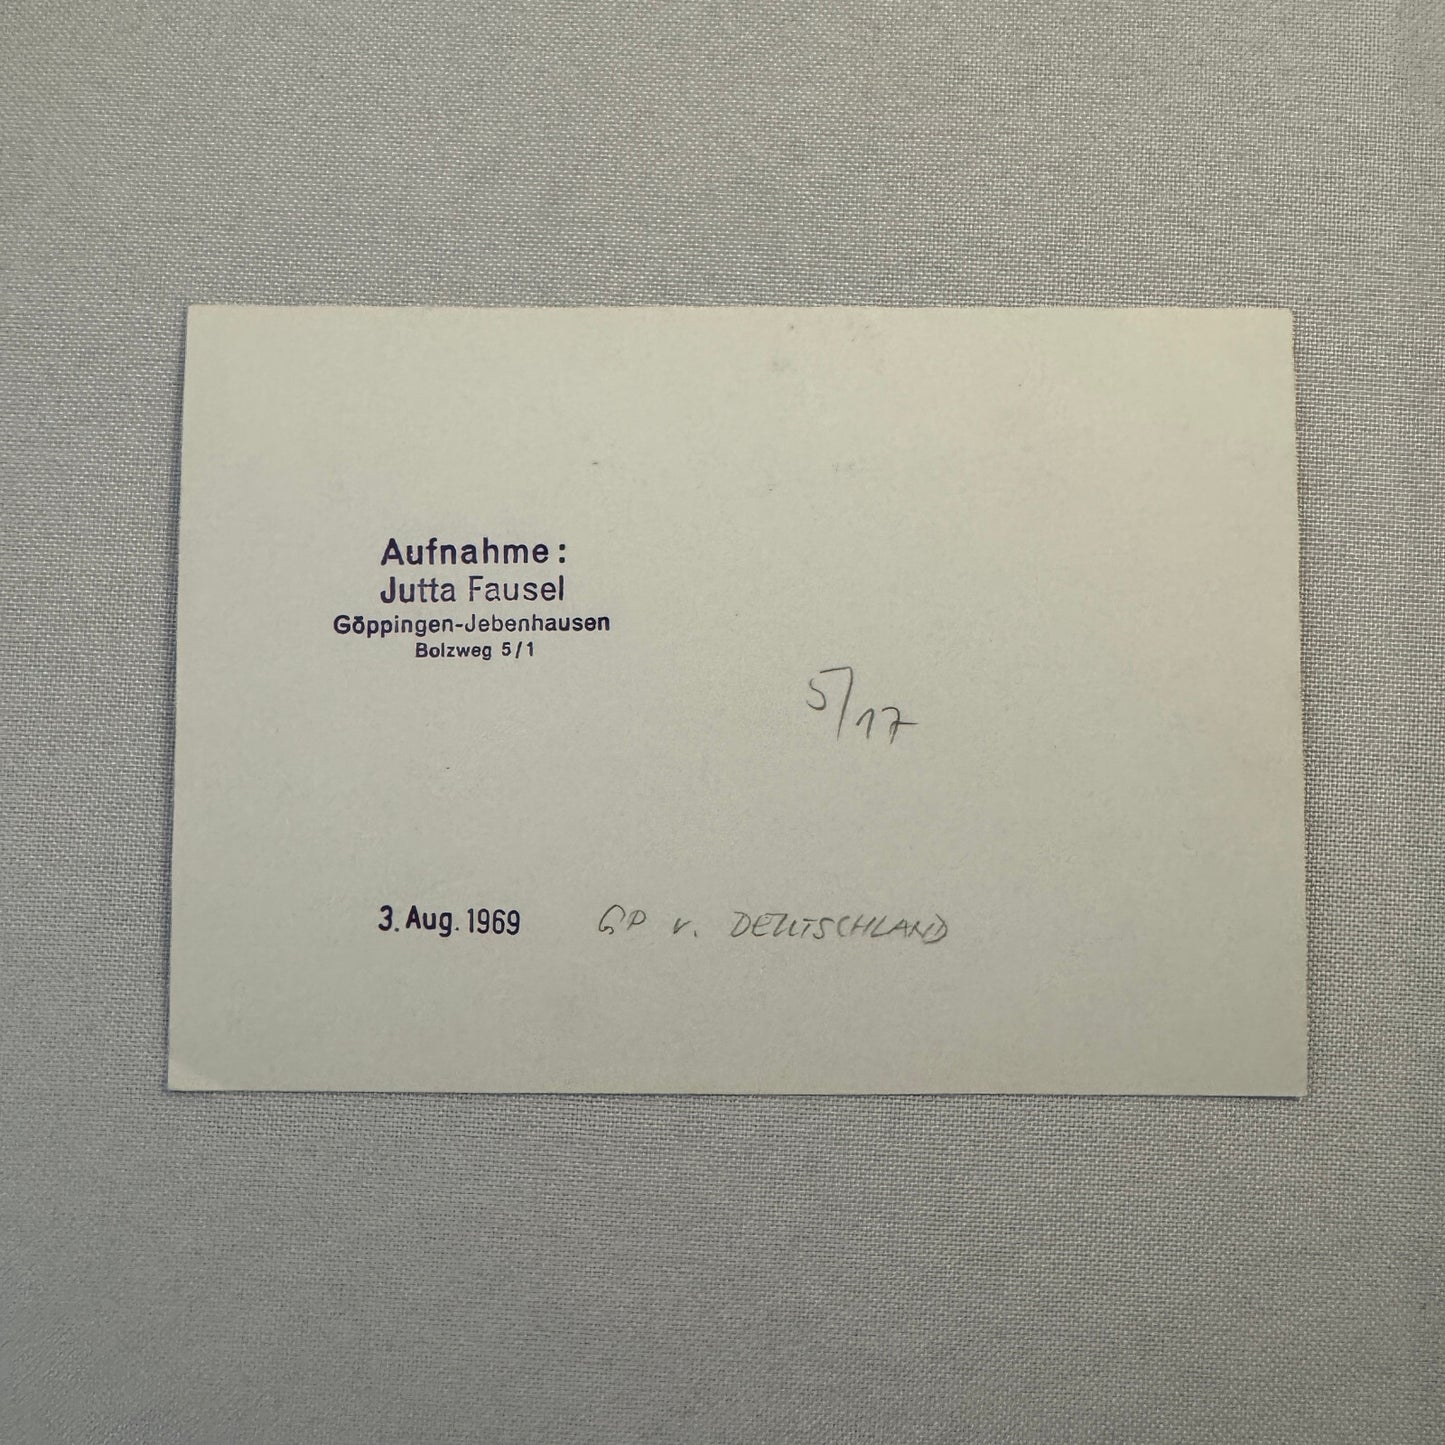 Aufnahme:
Jutta Fausel
Göppingen-Jebenhausen
Bolzweg 5/1
5/17
3. Aug. 1969 GP v. DEUTSCHLAND